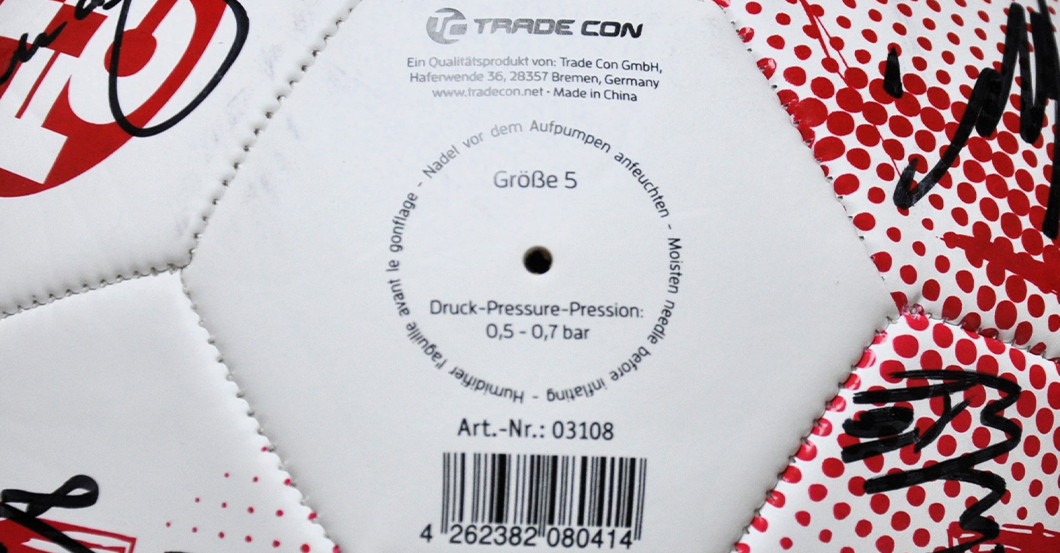 TC TRADE CON
Ein Qualitätsprodukt von: Trade Con GmbH,
Haferwende 36, 28357 Bremen, Germany
www.tradecon.net · Made in China
Nadel vor dem Aufpumpen anfeuchten - Moisten needle before inflating - Humidifier l'aiguille avant le gonflage -
Größe 5
Druck-Pressure-Pression:
0,5 - 0,7 bar
Art.-Nr.: 03108
4 262382 080414